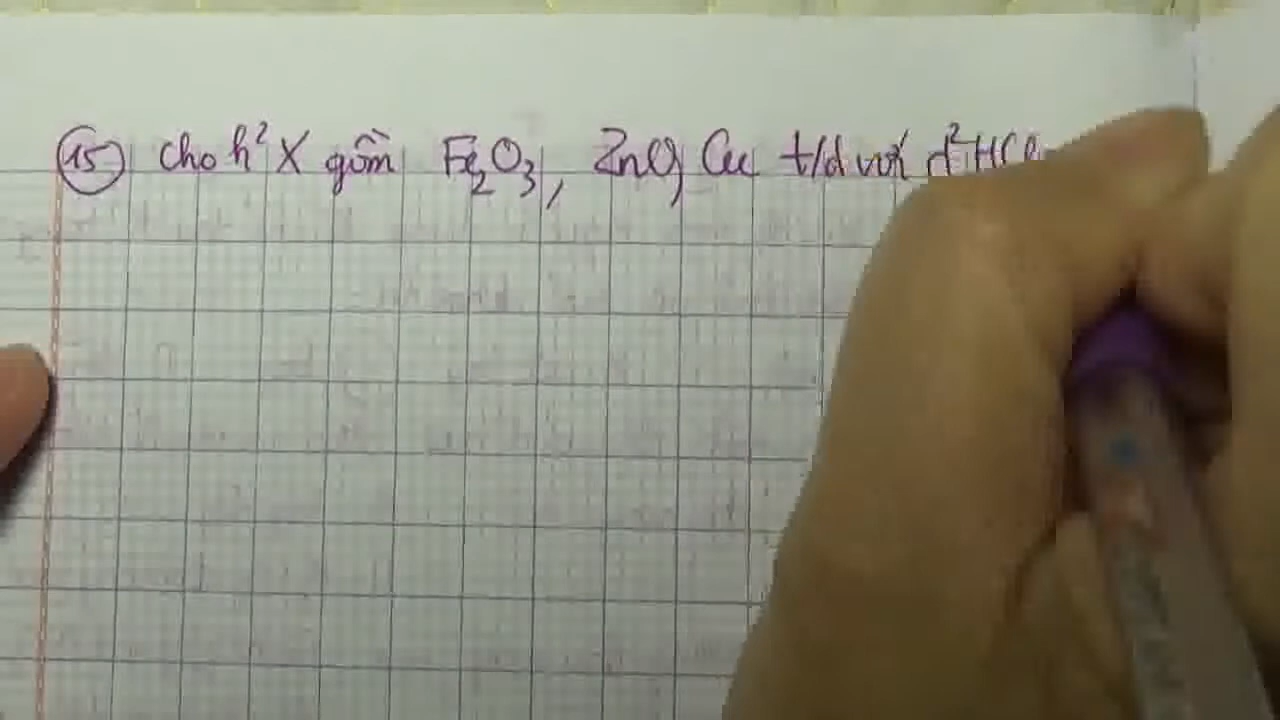 15 Cho h² X gồm Fe₂O₃, ZnO, Cu t/d với d² HCl